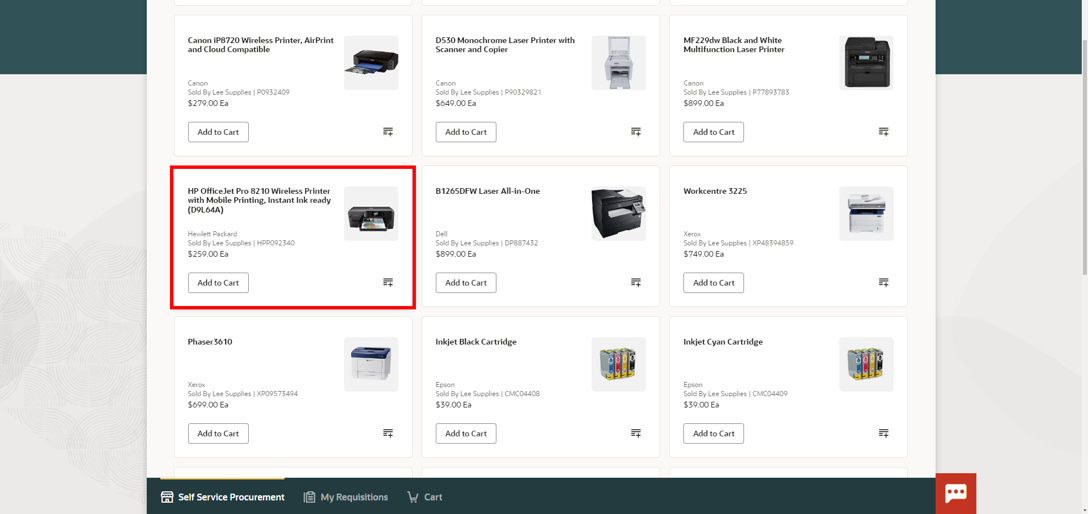 Canon iP8720 Wireless Printer, AirPrint
and Cloud Compatible
Canon
Sold By Lee Supplies | P0932409
$279.00 Ea
Add to Cart
D530 Monochrome Laser Printer with
Scanner and Copier
Canon
Sold By Lee Supplies | P90329821
$649.00 Ea
Add to Cart
MF229dw Black and White
Multifunction Laser Printer
Canon
Sold By Lee Supplies | P77893783
$899.00 Ea
Add to Cart
HP OfficeJet Pro 8210 Wireless Printer
with Mobile Printing, Instant Ink ready
(D9L64A)
Hewlett Packard
Sold By Lee Supplies | HPP092340
$259.00 Ea
Add to Cart
B1265DFW Laser All-in-One
Dell
Sold By Lee Supplies | DP887432
$899.00 Ea
Add to Cart
Workcentre 3225
Xerox
Sold By Lee Supplies | XP48394859
$749.00 Ea
Add to Cart
Phaser3610
Xerox
Sold By Lee Supplies | XP09573494
$699.00 Ea
Add to Cart
Inkjet Black Cartridge
Epson
Sold By Lee Supplies | CMC04408
$39.00 Ea
Add to Cart
Inkjet Cyan Cartridge
Epson
Sold By Lee Supplies | CMC04409
$39.00 Ea
Add to Cart
Self Service Procurement
My Requisitions
Cart